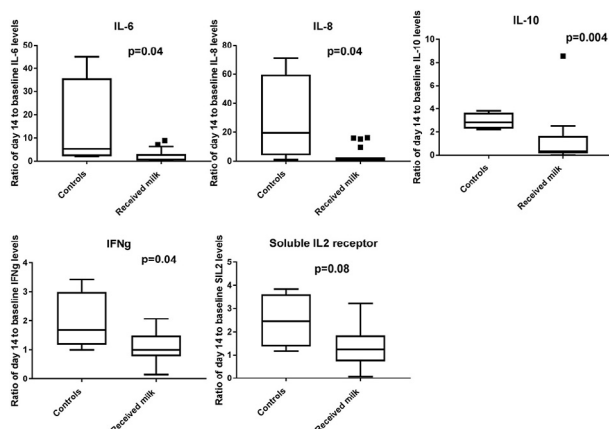 IL-6
p=0.04
Ratio of day 14 to baseline IL-6 levels
50
40
30
20
10
0
Controls
Received milk
IL-8
p=0.04
Ratio of day 14 to baseline IL-8 levels
80
60
40
20
0
Controls
Received milk
IL-10
p=0.004
Ratio of day 14 to baseline IL-10 levels
10
8
6
4
2
0
Controls
Received milk
IFNg
p=0.04
Ratio of day 14 to baseline IFNg levels
4
3
2
1
0
Controls
Received milk
Soluble IL2 receptor
p=0.08
Ratio of day 14 to baseline SIL2 levels
5
4
3
2
1
0
Controls
Received milk